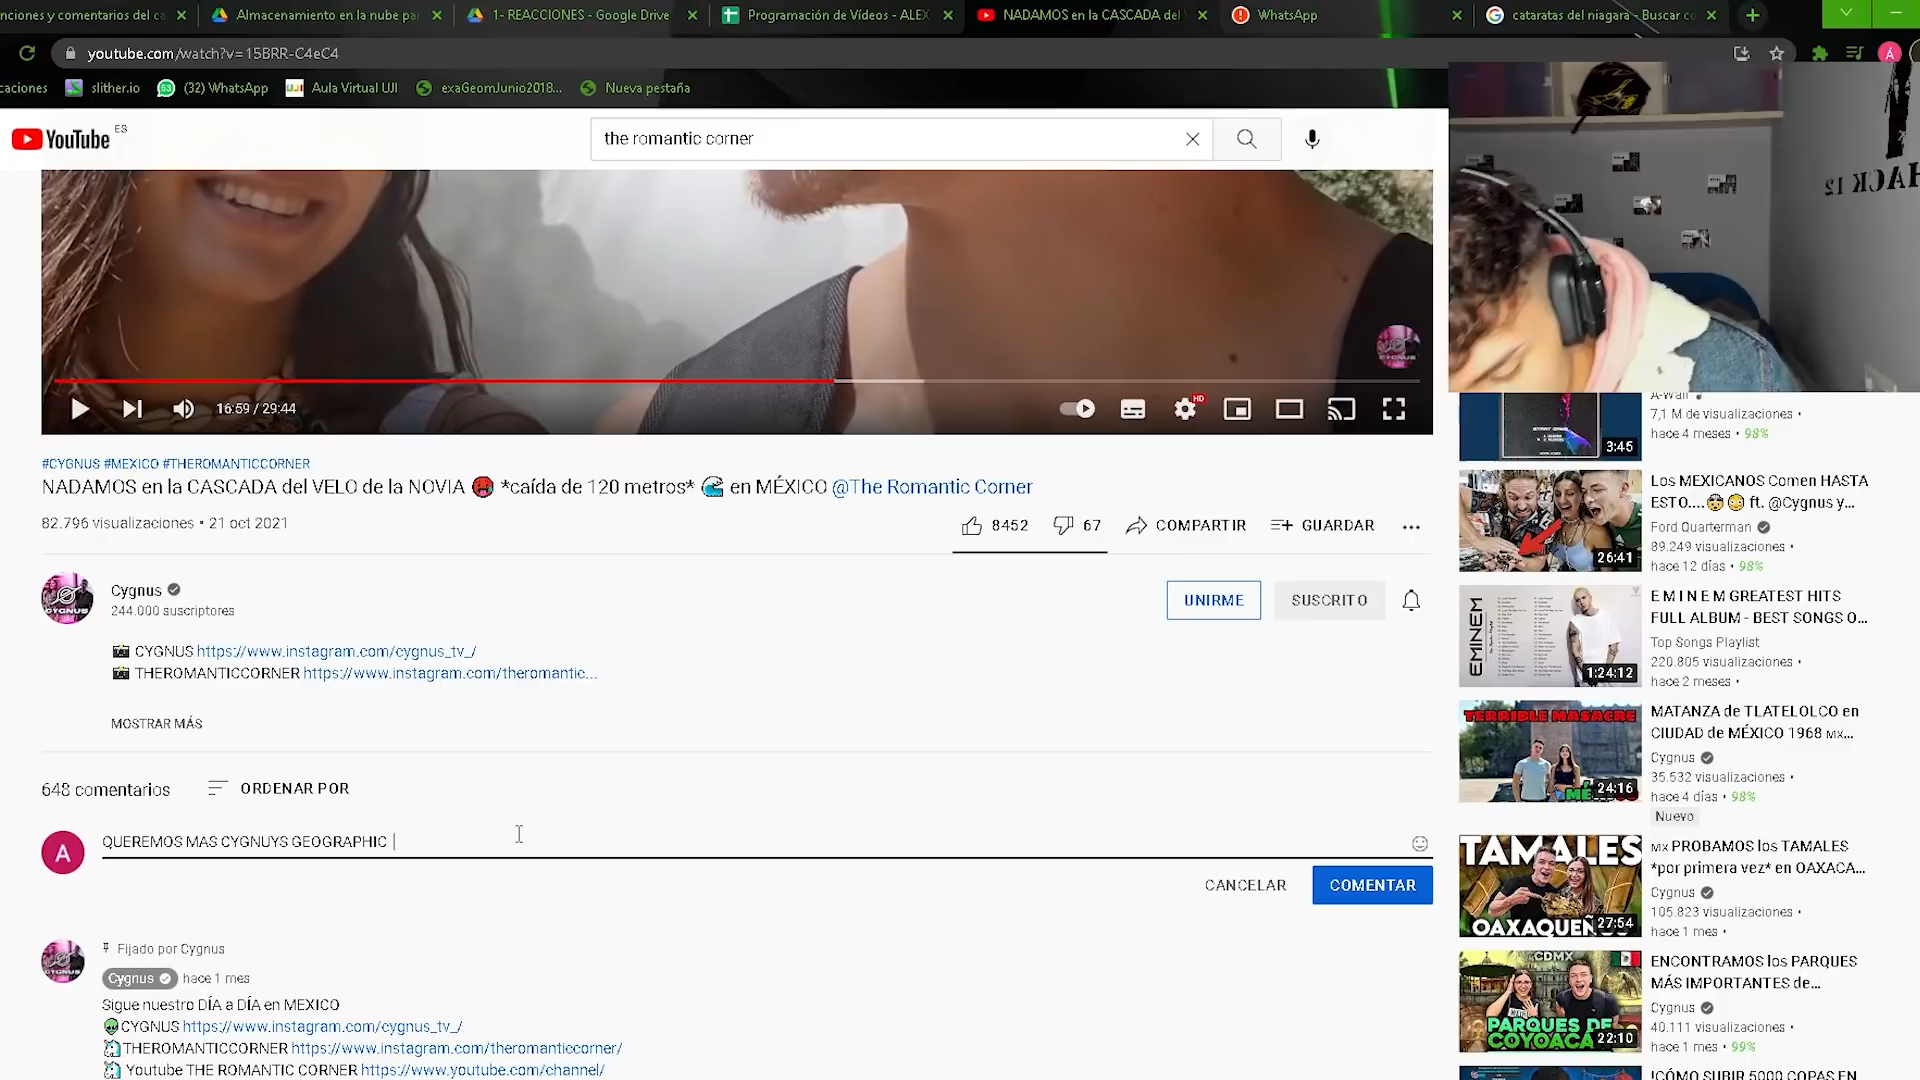 nciones y comentarios del ca
Almacenamiento en la nube pa
1- REACCIONES - Google Drive
Programación de Vídeos - ALEX
NADAMOS en la CASCADA del
WhatsApp
cataratas del niagara - Buscar co
youtube.com/watch?v=15BRR-C4eC4
caciones
slither.io
(32) WhatsApp
Aula Virtual UJI
exaGeomJunio2018...
Nueva pestaña
YouTube ES
the romantic corner
16:59 / 29:44
HD
#CYGNUS #MEXICO #THEROMANTICCORNER
NADAMOS en la CASCADA del VELO de la NOVIA 🥵 *caída de 120 metros* 🌊 en MÉXICO @The Romantic Corner
82.796 visualizaciones • 21 oct 2021
8452
67
COMPARTIR
GUARDAR
Cygnus
244.000 suscriptores
UNIRME
SUSCRITO
📸 CYGNUS https://www.instagram.com/cygnus_tv_/
📸 THEROMANTICCORNER https://www.instagram.com/theromantic...
MOSTRAR MÁS
648 comentarios
ORDENAR POR
A
QUEREMOS MAS CYGNUYS GEOGRAPHIC
CANCELAR
COMENTAR
Fijado por Cygnus
Cygnus
hace 1 mes
Sigue nuestro DÍA a DÍA en MEXICO
👽CYGNUS https://www.instagram.com/cygnus_tv_/
THEROMANTICCORNER https://www.instagram.com/theromanticcorner/
Youtube THE ROMANTIC CORNER https://www.youtube.com/channel/
A-Wall
7,1 M de visualizaciones •
hace 4 meses • 98%
3:45
Los MEXICANOS Comen HASTA
ESTO....😳😳 ft. @Cygnus y...
Ford Quarterman
89.249 visualizaciones •
hace 12 días • 98%
26:41
E M I N E M GREATEST HITS
FULL ALBUM - BEST SONGS O...
Top Songs Playlist
220.805 visualizaciones •
hace 2 meses •
EMINEM
1:24:12
MATANZA de TLATELOLCO en
CIUDAD de MÉXICO 1968 MX...
Cygnus
35.532 visualizaciones •
hace 4 días • 98%
Nuevo
TERRIBLE MASACRE
24:16
MX PROBAMOS los TAMALES
*por primera vez* en OAXACA...
Cygnus
105.823 visualizaciones •
hace 1 mes •
TAMALES
OAXAQUEÑOS
27:54
ENCONTRAMOS los PARQUES
MÁS IMPORTANTES de...
Cygnus
40.111 visualizaciones •
hace 1 mes • 99%
CDMX
PARQUES DE
COYOACA
22:10
¡CÓMO SUBIR 5000 COPAS EN